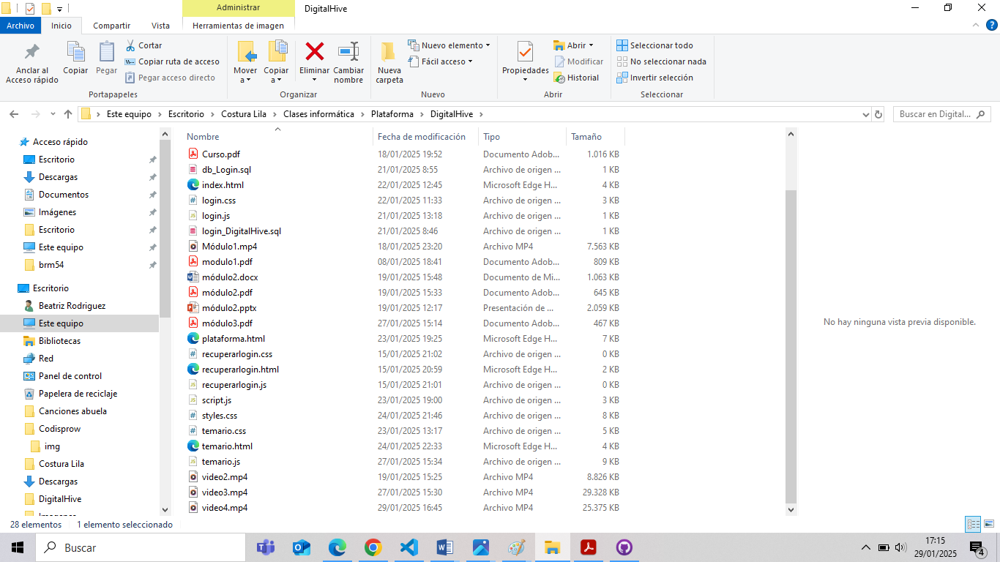 Administrar
DigitalHive
Archivo
Inicio
Compartir
Vista
Herramientas de imagen
Anclar al
Acceso rápido
Copiar
Pegar
Cortar
Copiar ruta de acceso
Pegar acceso directo
Portapapeles
Mover
a
Copiar
a
Eliminar
Cambiar
nombre
Organizar
Nueva
carpeta
Nuevo elemento
Fácil acceso
Nuevo
Propiedades
Abrir
Modificar
Historial
Abrir
Seleccionar todo
No seleccionar nada
Invertir selección
Seleccionar
Este equipo > Escritorio > Costura Lila > Clases informática > Plataforma > DigitalHive >
Buscar en Digital...
Acceso rápido
Escritorio
Descargas
Documentos
Imágenes
Escritorio
Este equipo
brm54
Escritorio
Beatriz Rodriguez
Este equipo
Bibliotecas
Red
Panel de control
Papelera de reciclaje
Canciones abuela
Codisprow
img
Costura Lila
Descargas
DigitalHive
Nombre Fecha de modificación Tipo Tamaño
Curso.pdf 18/01/2025 19:52 Documento Adob... 1.016 KB
db_Login.sql 21/01/2025 8:55 Archivo de origen ... 1 KB
index.html 22/01/2025 12:45 Microsoft Edge H... 4 KB
login.css 22/01/2025 11:33 Archivo de origen ... 3 KB
login.js 21/01/2025 13:18 Archivo de origen ... 1 KB
login_DigitalHive.sql 21/01/2025 8:46 Archivo de origen ... 1 KB
Módulo1.mp4 18/01/2025 23:20 Archivo MP4 7.563 KB
modulo1.pdf 08/01/2025 18:41 Documento Adob... 809 KB
módulo2.docx 19/01/2025 15:48 Documento de Mi... 1.063 KB
módulo2.pdf 19/01/2025 15:33 Documento Adob... 645 KB
módulo2.pptx 19/01/2025 12:17 Presentación de ... 2.059 KB
módulo3.pdf 27/01/2025 15:14 Documento Adob... 467 KB
plataforma.html 23/01/2025 19:25 Microsoft Edge H... 7 KB
recuperarlogin.css 15/01/2025 21:02 Archivo de origen ... 0 KB
recuperarlogin.html 15/01/2025 20:59 Microsoft Edge H... 2 KB
recuperarlogin.js 15/01/2025 21:01 Archivo de origen ... 0 KB
script.js 23/01/2025 19:00 Archivo de origen ... 3 KB
styles.css 24/01/2025 21:46 Archivo de origen ... 8 KB
temario.css 23/01/2025 13:17 Archivo de origen ... 5 KB
temario.html 24/01/2025 22:33 Microsoft Edge H... 4 KB
temario.js 27/01/2025 15:34 Archivo de origen ... 9 KB
video2.mp4 19/01/2025 15:25 Archivo MP4 8.826 KB
video3.mp4 27/01/2025 15:30 Archivo MP4 29.328 KB
video4.mp4 29/01/2025 16:45 Archivo MP4 25.375 KB
No hay ninguna vista previa disponible.
28 elementos 1 elemento seleccionado
Buscar
17:15
29/01/2025
4